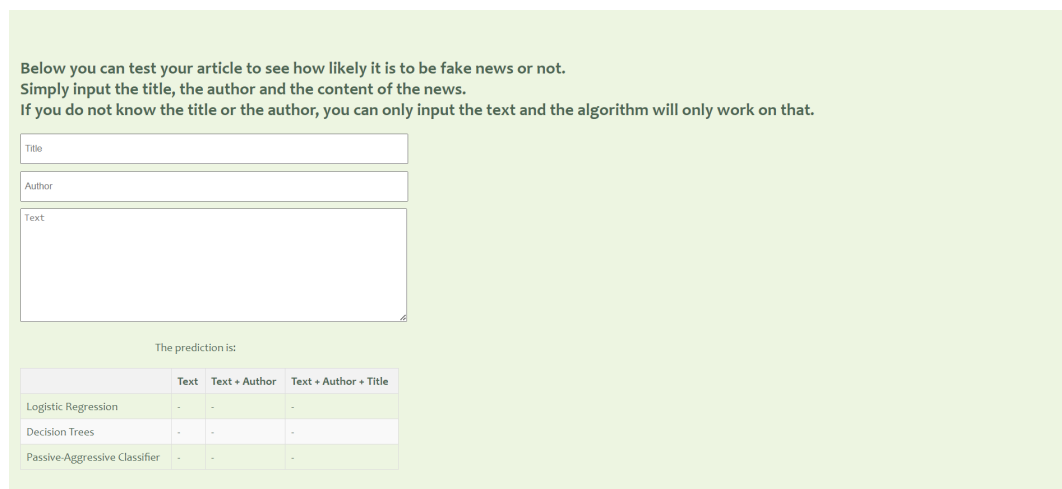 Below you can test your article to see how likely it is to be fake news or not.
Simply input the title, the author and the content of the news.
If you do not know the title or the author, you can only input the text and the algorithm will only work on that.
Title
Author
Text
The prediction is:
Text Text + Author Text + Author + Title
Logistic Regression - - -
Decision Trees - - -
Passive-Aggressive Classifier - - -